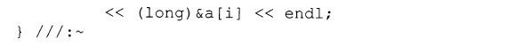 << (long)&a[i] << endl;
} ///:~